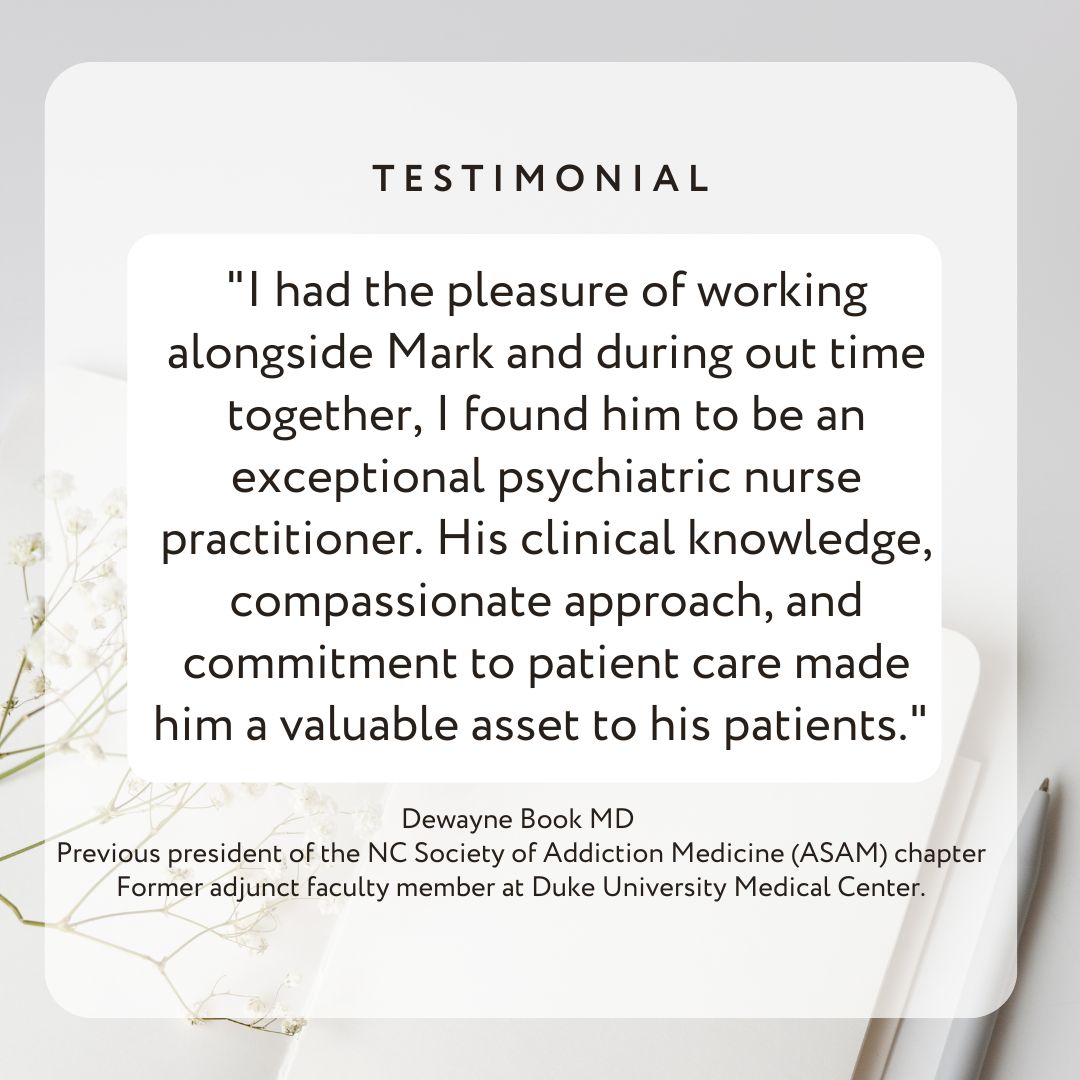 TESTIMONIAL
"I had the pleasure of working
alongside Mark and during out time
together, I found him to be an
exceptional psychiatric nurse
practitioner. His clinical knowledge,
compassionate approach, and
commitment to patient care made
him a valuable asset to his patients."
Dewayne Book MD
Previous president of the NC Society of Addiction Medicine (ASAM) chapter
Former adjunct faculty member at Duke University Medical Center.